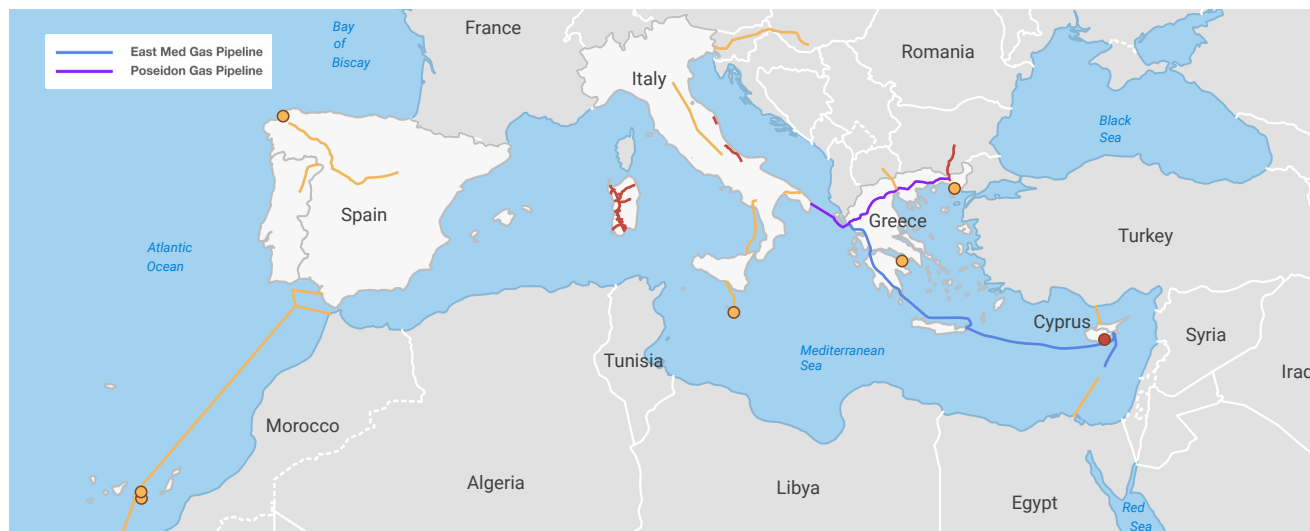 France
Bay
of
Biscay
East Med Gas Pipeline
Poseidon Gas Pipeline
Romania
Italy
Black
Sea
Spain
Greece
Turkey
Atlantic
Ocean
Cyprus
Syria
Mediterranean
Sea
Tunisia
Iraq
Morocco
Algeria
Libya
Egypt
Red
Sea